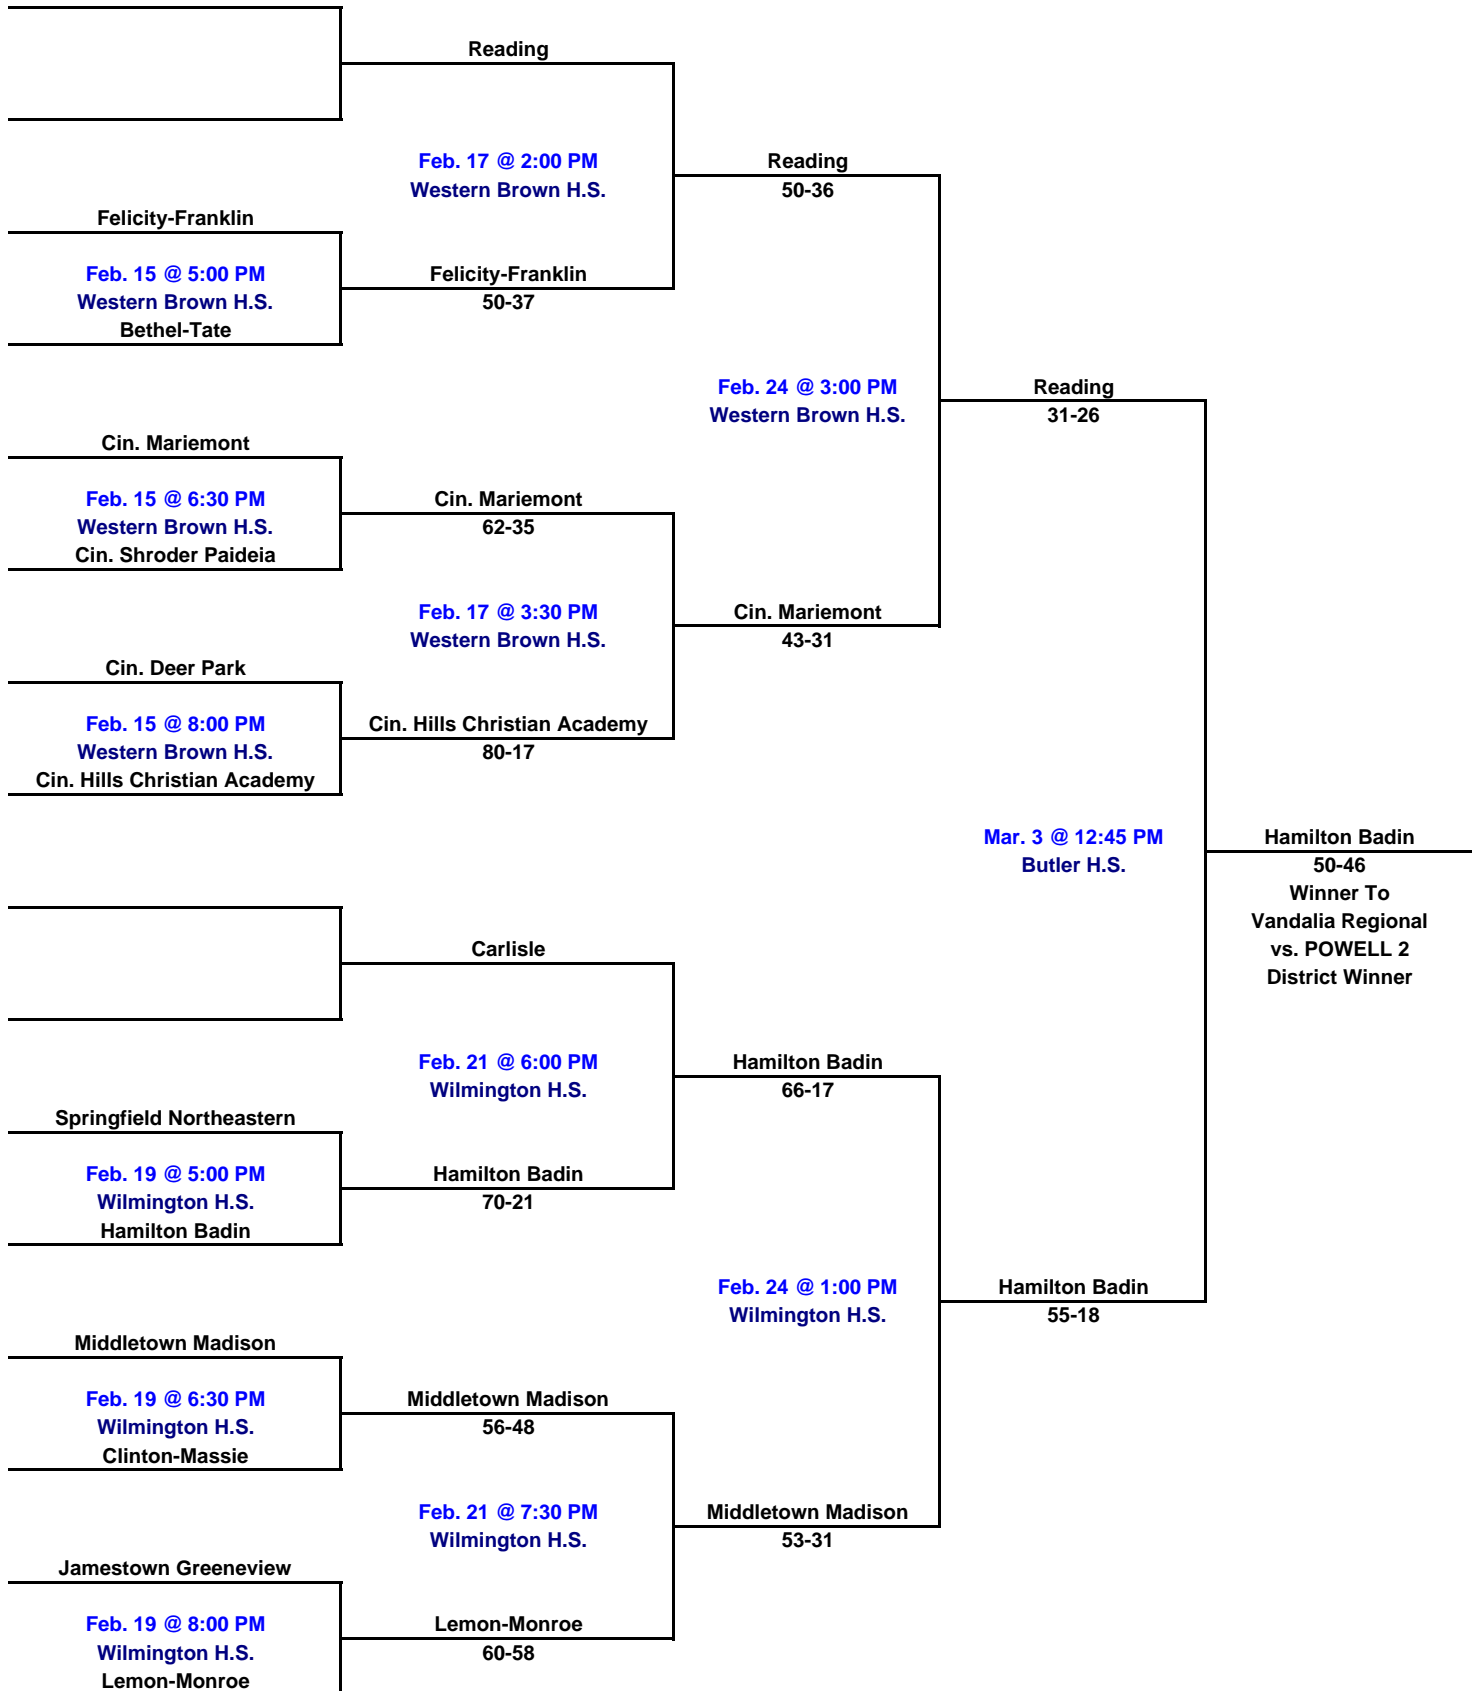 Reading
Feb. 17 @ 2:00 PM
Western Brown H.S.
Reading
50-36
Felicity-Franklin
Feb. 15 @ 5:00 PM
Western Brown H.S.
Bethel-Tate
Felicity-Franklin
50-37
Feb. 24 @ 3:00 PM
Western Brown H.S.
Reading
31-26
Cin. Mariemont
Feb. 15 @ 6:30 PM
Western Brown H.S.
Cin. Shroder Paideia
Cin. Mariemont
62-35
Feb. 17 @ 3:30 PM
Western Brown H.S.
Cin. Mariemont
43-31
Cin. Deer Park
Feb. 15 @ 8:00 PM
Western Brown H.S.
Cin. Hills Christian Academy
Cin. Hills Christian Academy
80-17
Mar. 3 @ 12:45 PM
Butler H.S.
Hamilton Badin
50-46
Winner To
Vandalia Regional
vs. POWELL 2
District Winner
Carlisle
Feb. 21 @ 6:00 PM
Wilmington H.S.
Hamilton Badin
66-17
Springfield Northeastern
Feb. 19 @ 5:00 PM
Wilmington H.S.
Hamilton Badin
Hamilton Badin
70-21
Feb. 24 @ 1:00 PM
Wilmington H.S.
Hamilton Badin
55-18
Middletown Madison
Feb. 19 @ 6:30 PM
Wilmington H.S.
Clinton-Massie
Middletown Madison
56-48
Feb. 21 @ 7:30 PM
Wilmington H.S.
Middletown Madison
53-31
Jamestown Greeneview
Feb. 19 @ 8:00 PM
Wilmington H.S.
Lemon-Monroe
Lemon-Monroe
60-58